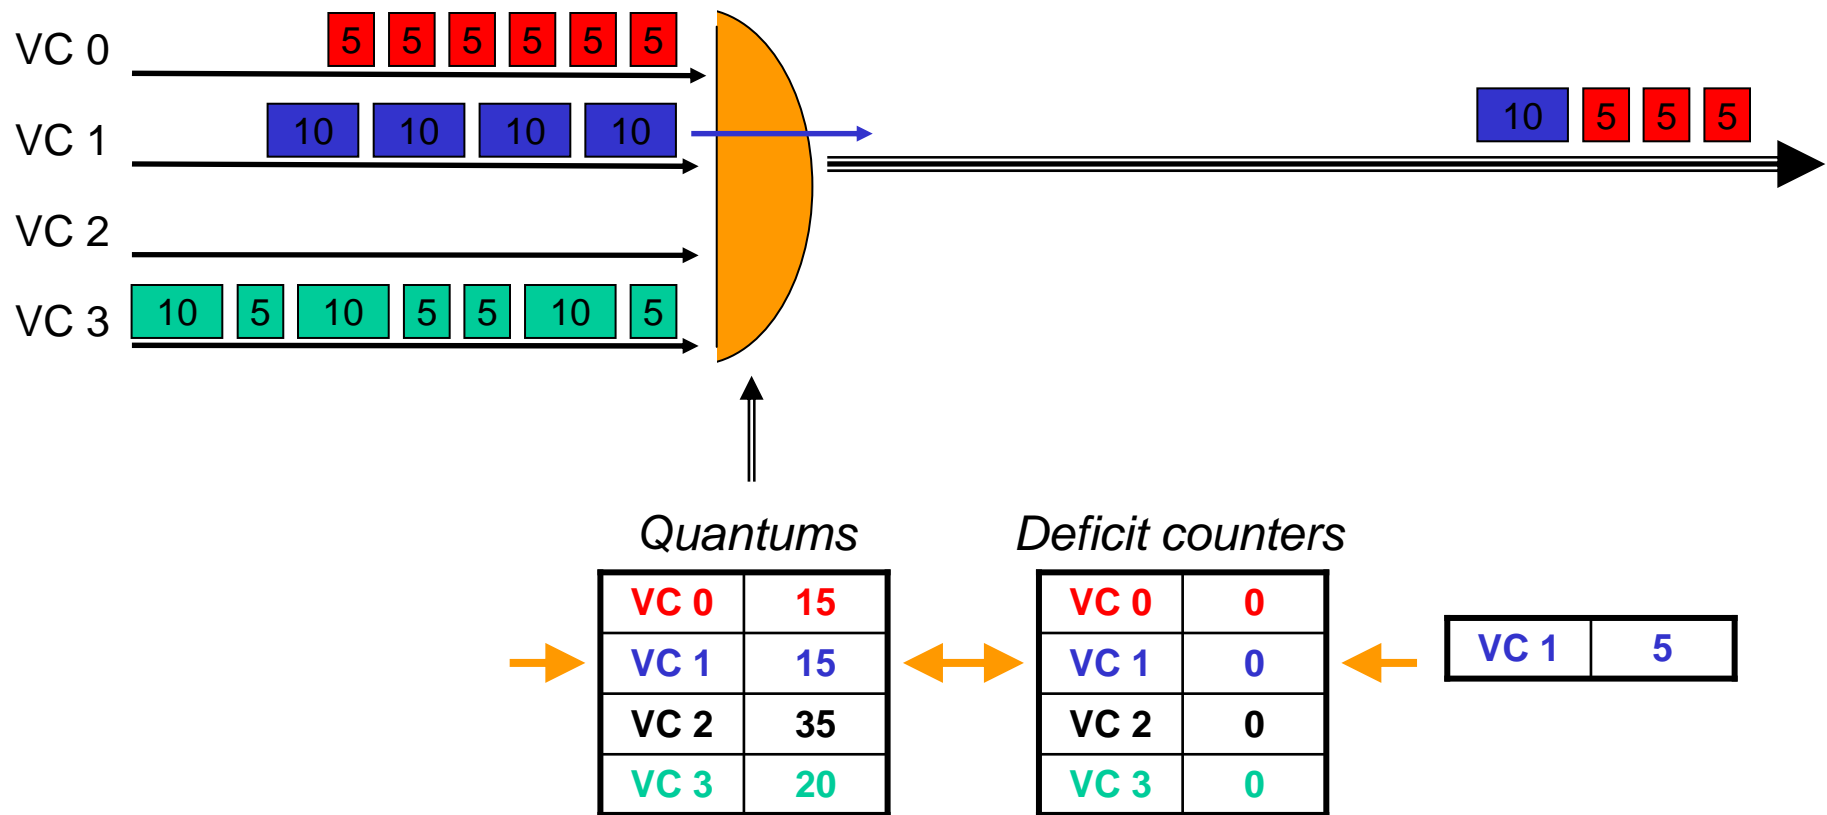 VC 0 5 5 5 5 5 5
VC 1 10 10 10 10
10 5 5 5
VC 2
VC 3 10 5 10 5 5 10 5
Quantums
VC 0 15
VC 1 15
VC 2 35
VC 3 20
Deficit counters
VC 0 0
VC 1 0
VC 2 0
VC 3 0
VC 1 5